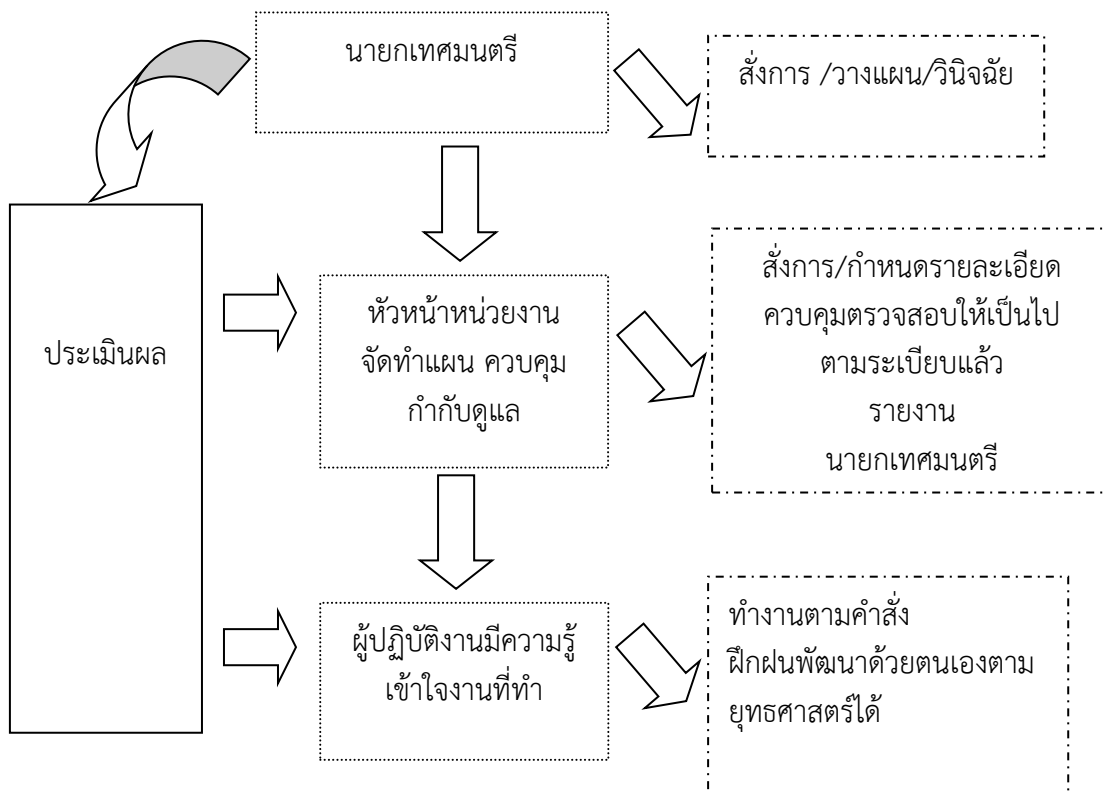 นายกเทศมนตรี
สั่งการ /วางแผน/วินิจฉัย
ประเมินผล
หัวหน้าหน่วยงาน
จัดทำแผน ควบคุม
กำกับดูแล
สั่งการ/กำหนดรายละเอียด
ควบคุมตรวจสอบให้เป็นไป
ตามระเบียบแล้ว
รายงาน
นายกเทศมนตรี
ผู้ปฏิบัติงานมีความรู้
เข้าใจงานที่ทำ
ทำงานตามคำสั่ง
ฝึกฝนพัฒนาด้วยตนเองตาม
ยุทธศาสตร์ได้